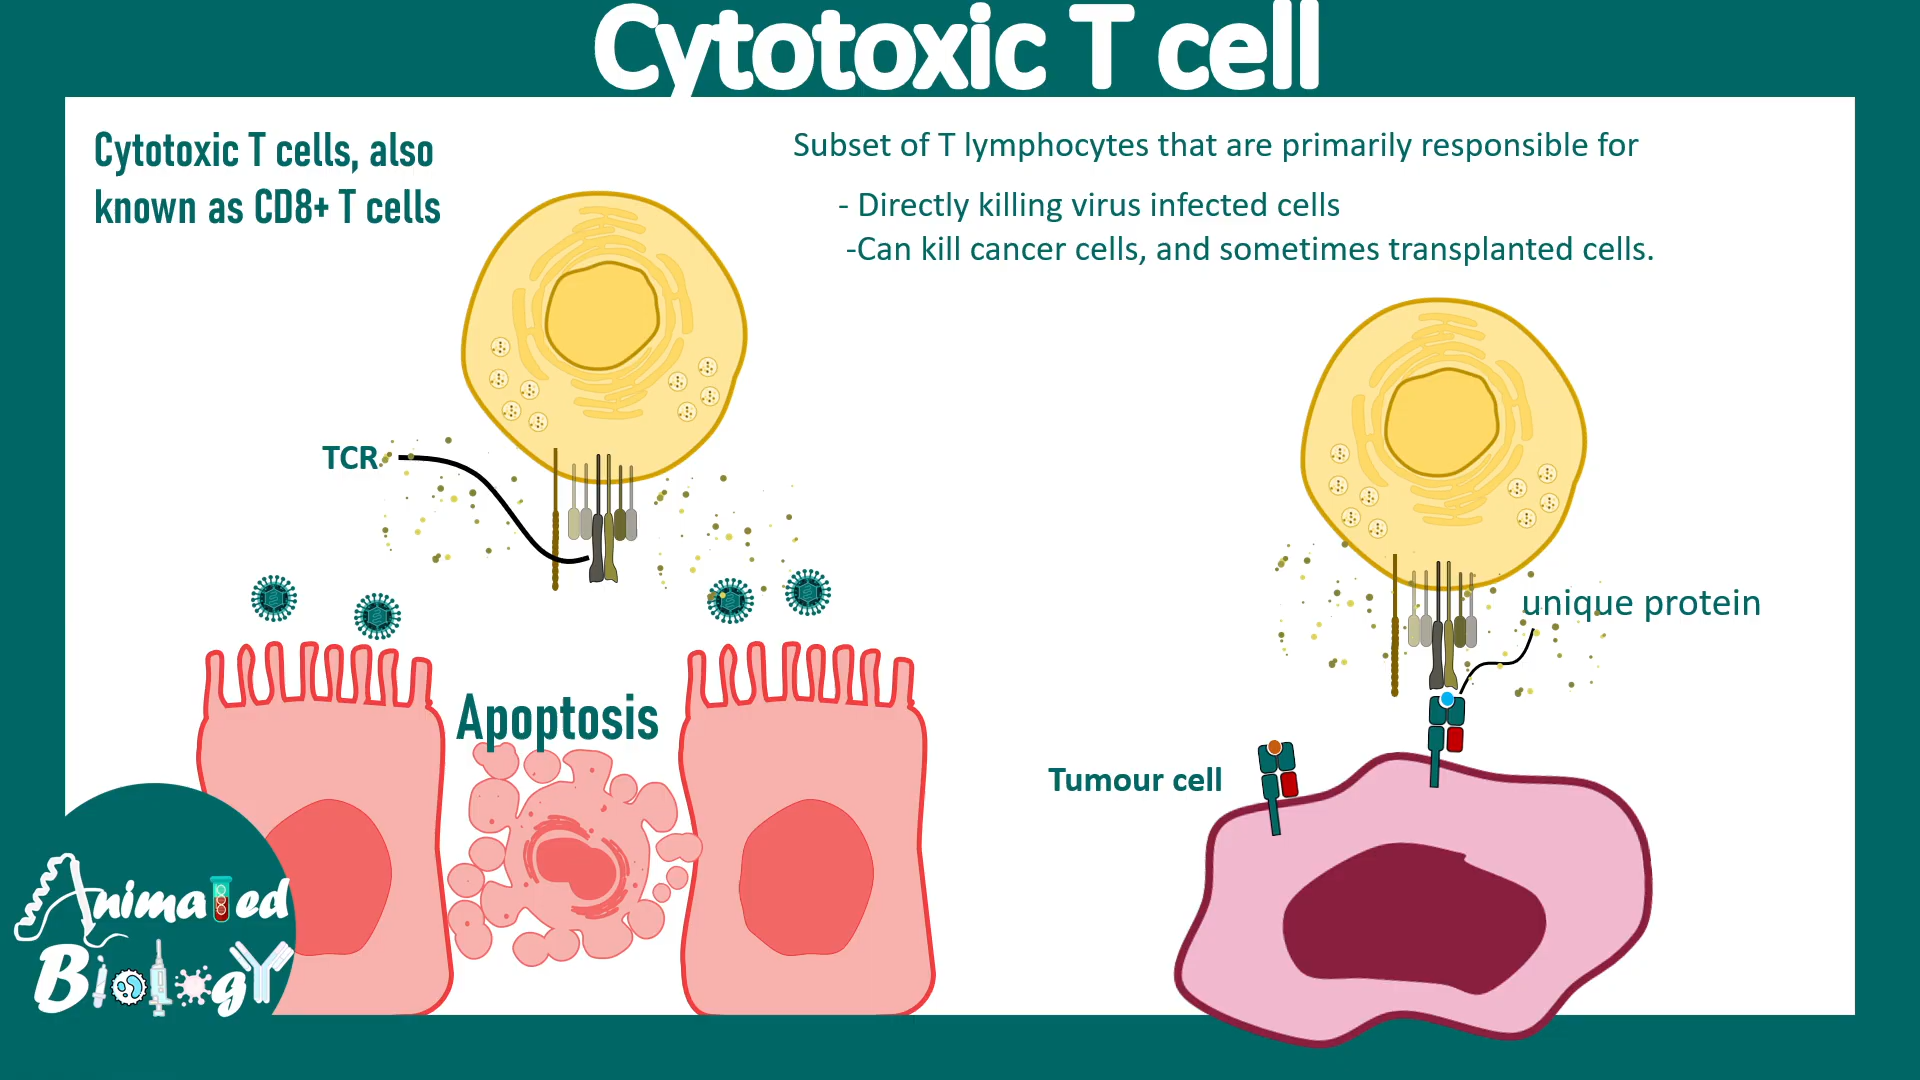 Cytotoxic T cell
Cytotoxic T cells, also
known as CD8+ T cells
Subset of T lymphocytes that are primarily responsible for
- Directly killing virus infected cells
-Can kill cancer cells, and sometimes transplanted cells.
TCR
unique protein
Apoptosis
Tumour cell
Animated
Biology